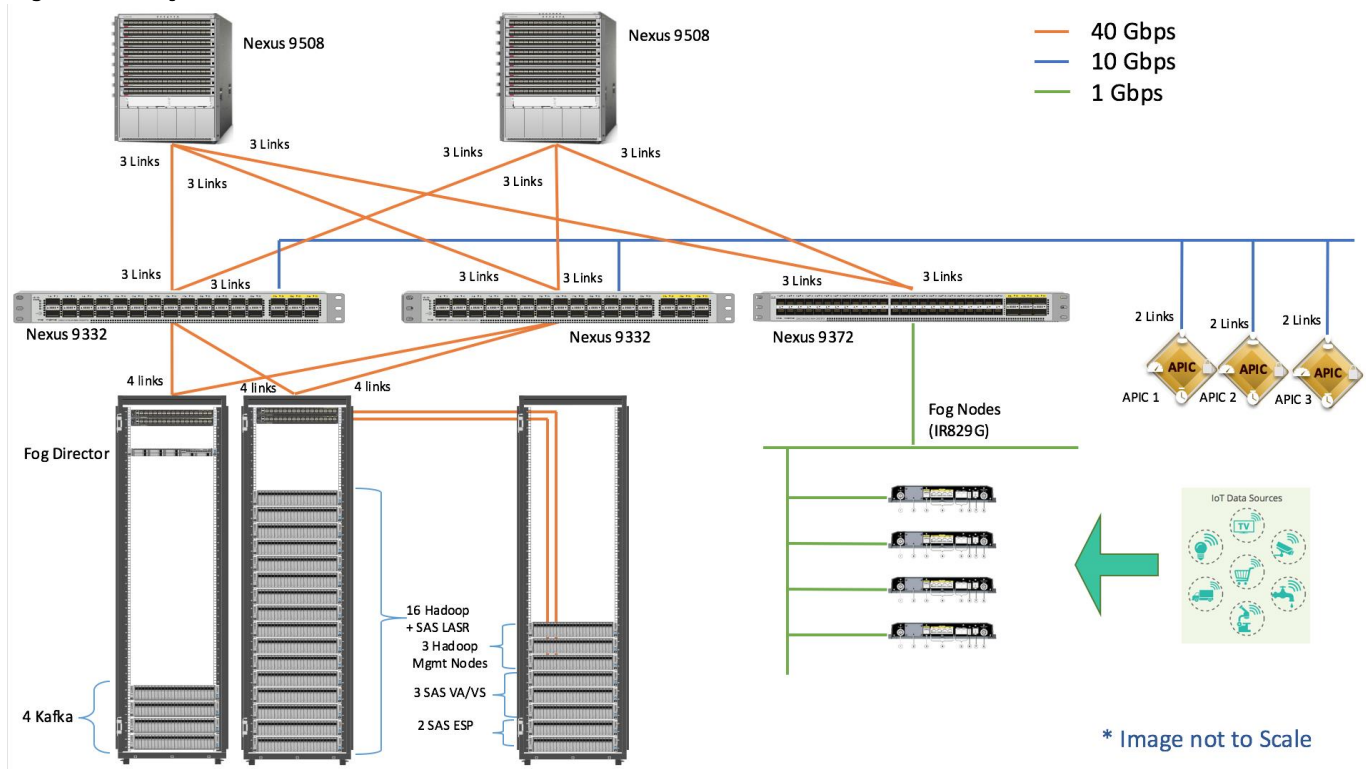 Nexus 9508
Nexus 9508
40 Gbps
10 Gbps
1 Gbps
3 Links
3 Links
3 Links
3 Links
3 Links
3 Links
3 Links
3 Links
3 Links
3 Links
3 Links
3 Links
Nexus 9332
Nexus 9332
Nexus 9372
2 Links
2 Links
2 Links
APIC
APIC
APIC
APIC 1
APIC 2
APIC 3
4 links
4 links
4 links
Fog Director
Fog Nodes
(IR829G)
IoT Data Sources
TV
16 Hadoop
+ SAS LASR
3 Hadoop
Mgmt Nodes
3 SAS VA/VS
2 SAS ESP
4 Kafka
* Image not to Scale